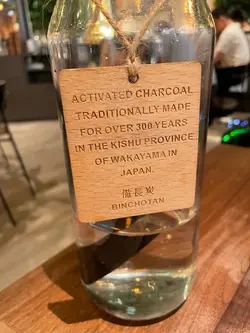 ACTIVATED CHARCOAL
TRADITIONALLY MADE
FOR OVER 300 YEARS
IN THE KISHU PROVINCE
OF WAKAYAMA IN
JAPAN.
備長炭
BINCHOTAN